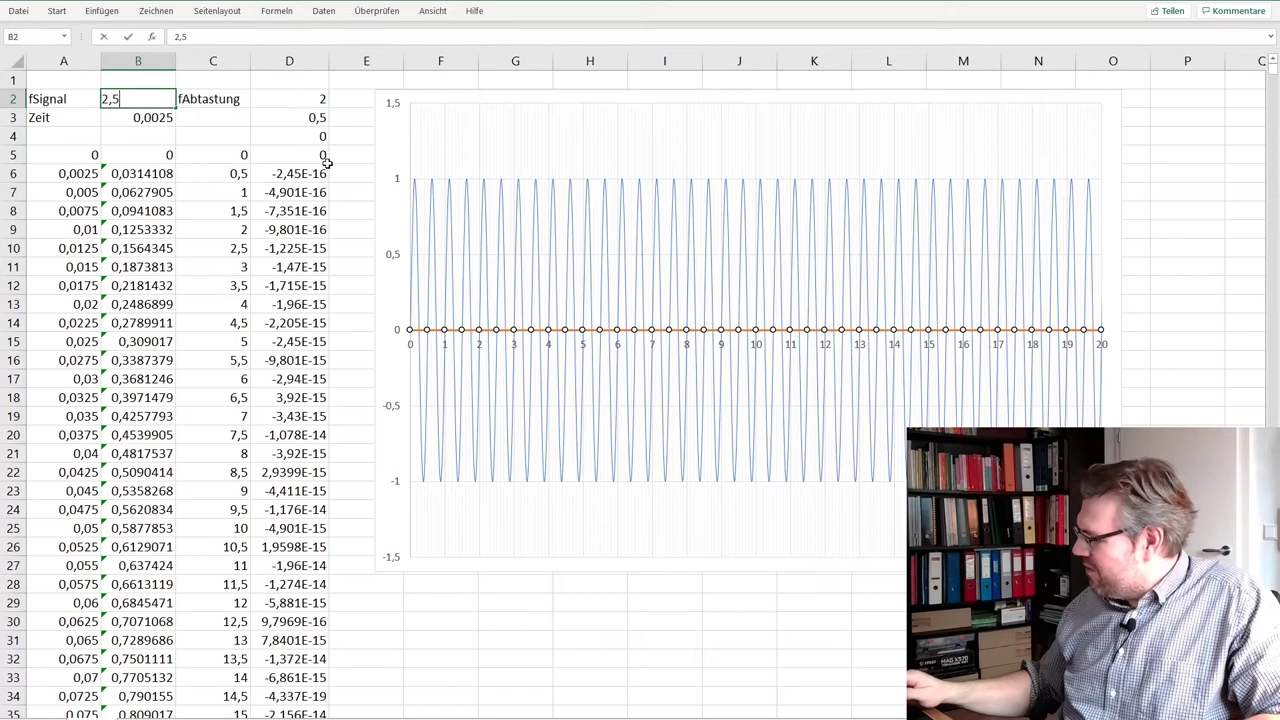 Datei Start Einfügen Zeichnen Seitenlayout Formeln Daten Überprüfen Ansicht Hilfe Teilen Kommentare
B2 fx 2,5
A B C D E F G H I J K L M N O P Q
1
2 fSignal 2,5 fAbtastung 2
3 Zeit 0,0025 0,5
4 0
5 0 0 0 0
6 0,0025 0,0314108 0,5 -2,45E-16
7 0,005 0,0627905 1 -4,901E-16
8 0,0075 0,0941083 1,5 -7,351E-16
9 0,01 0,1253332 2 -9,801E-16
10 0,0125 0,1564345 2,5 -1,225E-15
11 0,015 0,1873813 3 -1,47E-15
12 0,0175 0,2181432 3,5 -1,715E-15
13 0,02 0,2486899 4 -1,96E-15
14 0,0225 0,2789911 4,5 -2,205E-15
15 0,025 0,309017 5 -2,45E-15
16 0,0275 0,3387379 5,5 -9,801E-15
17 0,03 0,3681246 6 -2,94E-15
18 0,0325 0,3971479 6,5 3,92E-15
19 0,035 0,4257793 7 -3,43E-15
20 0,0375 0,4539905 7,5 -1,078E-14
21 0,04 0,4817537 8 -3,92E-15
22 0,0425 0,5090414 8,5 2,9399E-15
23 0,045 0,5358268 9 -4,411E-15
24 0,0475 0,5620834 9,5 -1,176E-14
25 0,05 0,5877853 10 -4,901E-15
26 0,0525 0,6129071 10,5 1,9598E-15
27 0,055 0,637424 11 -1,96E-14
28 0,0575 0,6613119 11,5 -1,274E-14
29 0,06 0,6845471 12 -5,881E-15
30 0,0625 0,7071068 12,5 9,7969E-16
31 0,065 0,7289686 13 7,8401E-15
32 0,0675 0,7501111 13,5 -1,372E-14
33 0,07 0,7705132 14 -6,861E-15
34 0,0725 0,790155 14,5 -4,337E-19
35 0,075 0,809017 15 -2,156E-14
1,5
1
0,5
0
0 1 2 3 4 5 6 7 8 9 10 11 12 13 14 15 16 17 18 19 20
-0,5
-1
-1,5
MAG X570